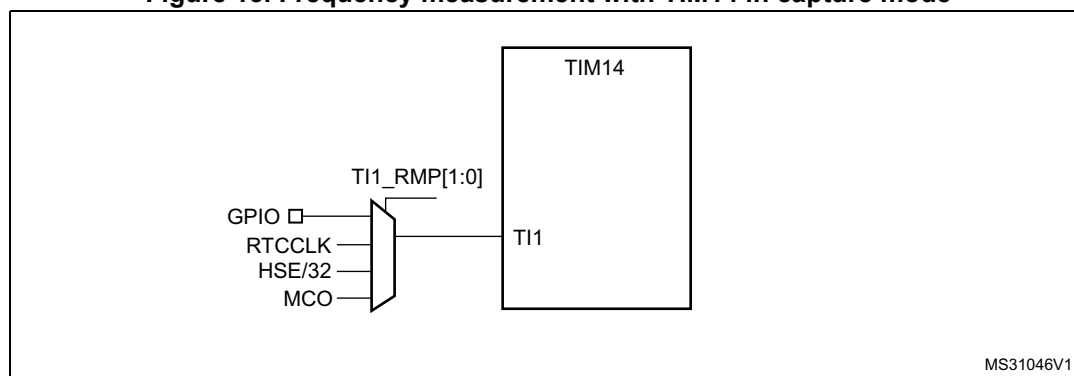 Figure Frequency measurement with TIM14 in capture mode
TIM14
TI1_RMP[1:0]
GPIO
TI1
RTCCLK
HSE/32
MCO
MS31046V1